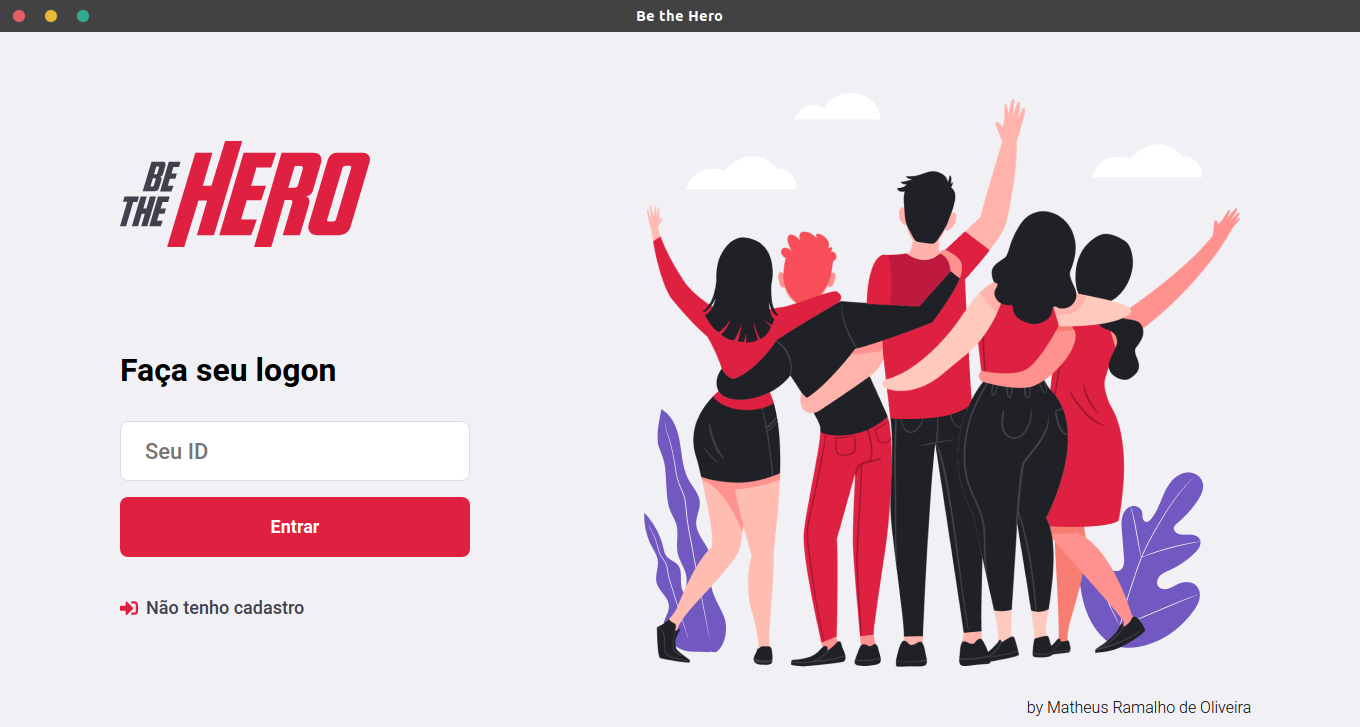 Be the Hero
BE
THE
HERO
Faça seu logon
Seu ID
Entrar
Não tenho cadastro
by Matheus Ramalho de Oliveira